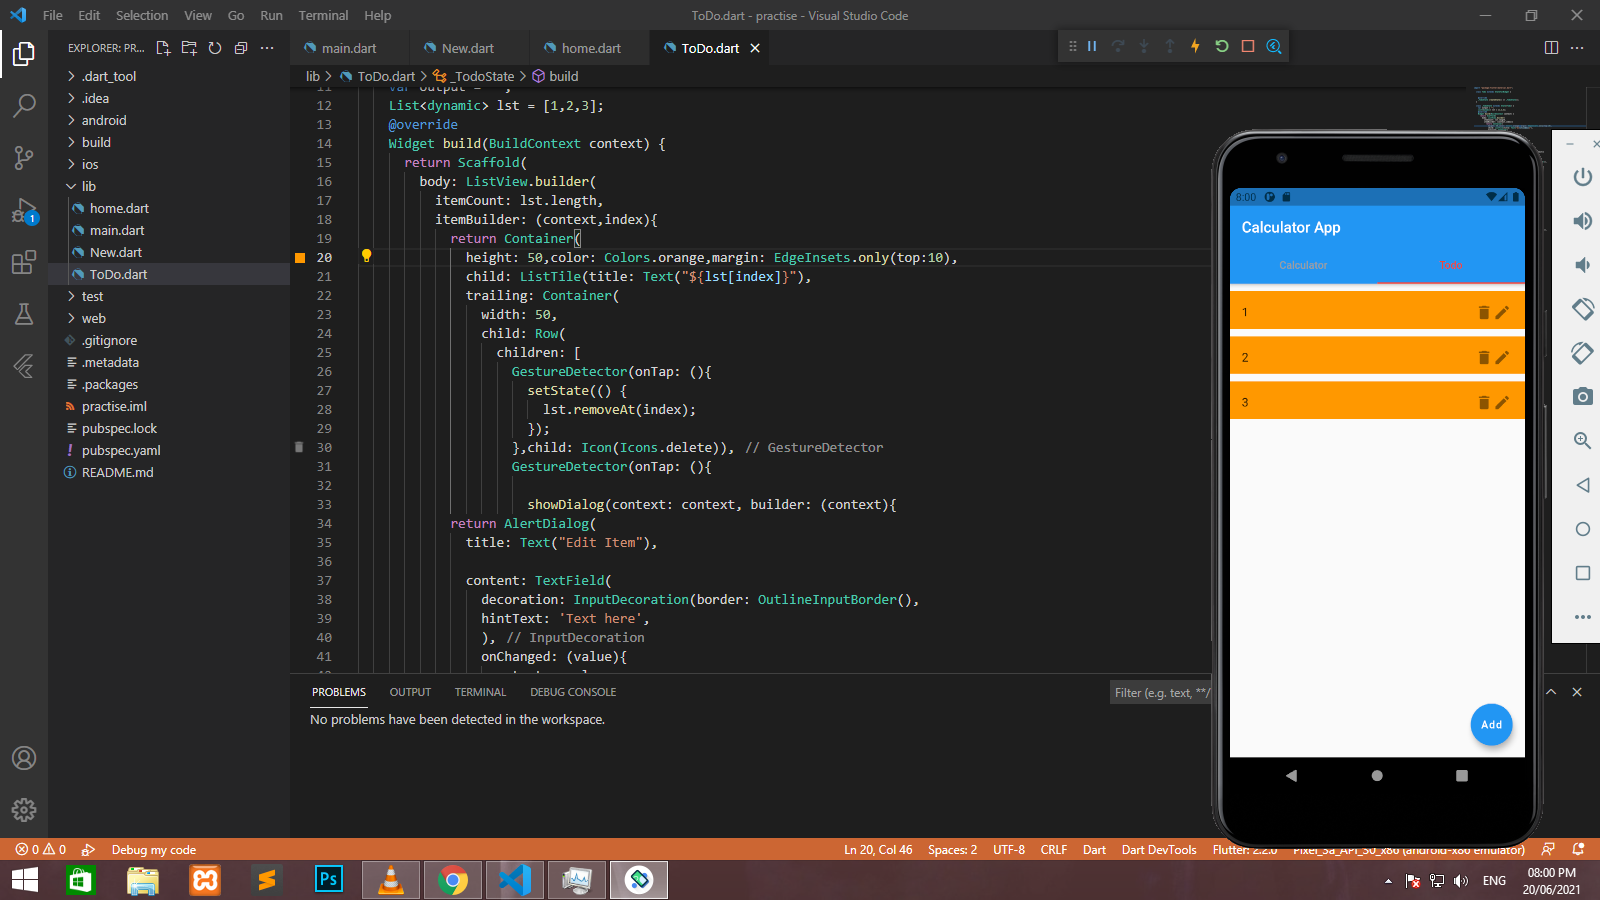 File Edit Selection View Go Run Terminal Help
ToDo.dart - practise - Visual Studio Code
EXPLORER: PR...
main.dart
New.dart
home.dart
ToDo.dart
lib > ToDo.dart > _TodoState > build
.dart_tool
.idea
android
build
ios
lib
home.dart
main.dart
New.dart
ToDo.dart
test
web
.gitignore
.metadata
.packages
practise.iml
pubspec.lock
pubspec.yaml
README.md
1
12 List<dynamic> lst = [1,2,3];
13 @override
14 Widget build(BuildContext context) {
15 return Scaffold(
16 body: ListView.builder(
17 itemCount: lst.length,
18 itemBuilder: (context,index){
19 return Container(
20 height: 50,color: Colors.orange,margin: EdgeInsets.only(top:10),
21 child: ListTile(title: Text("${lst[index]}"),
22 trailing: Container(
23 width: 50,
24 child: Row(
25 children: [
26 GestureDetector(onTap: (){
27 setState(() {
28 lst.removeAt(index);
29 });
30 },child: Icon(Icons.delete)), // GestureDetector
31 GestureDetector(onTap: (){
32
33 showDialog(context: context, builder: (context){
34 return AlertDialog(
35 title: Text("Edit Item"),
36
37 content: TextField(
38 decoration: InputDecoration(border: OutlineInputBorder(),
39 hintText: 'Text here',
40 ), // InputDecoration
41 onChanged: (value){
PROBLEMS OUTPUT TERMINAL DEBUG CONSOLE
Filter (e.g. text, **/
No problems have been detected in the workspace.
8:00
Calculator App
Calculator
1
2
3
Add
0 0 Debug my code
Ln 20, Col 46 Spaces: 2 UTF-8 CRLF Dart Dart DevTools Flutter: 2.2.0 Pixel_3a_API_30_x86 (android-x86 emulator)
Ps
ENG
08:00 PM
20/06/2021